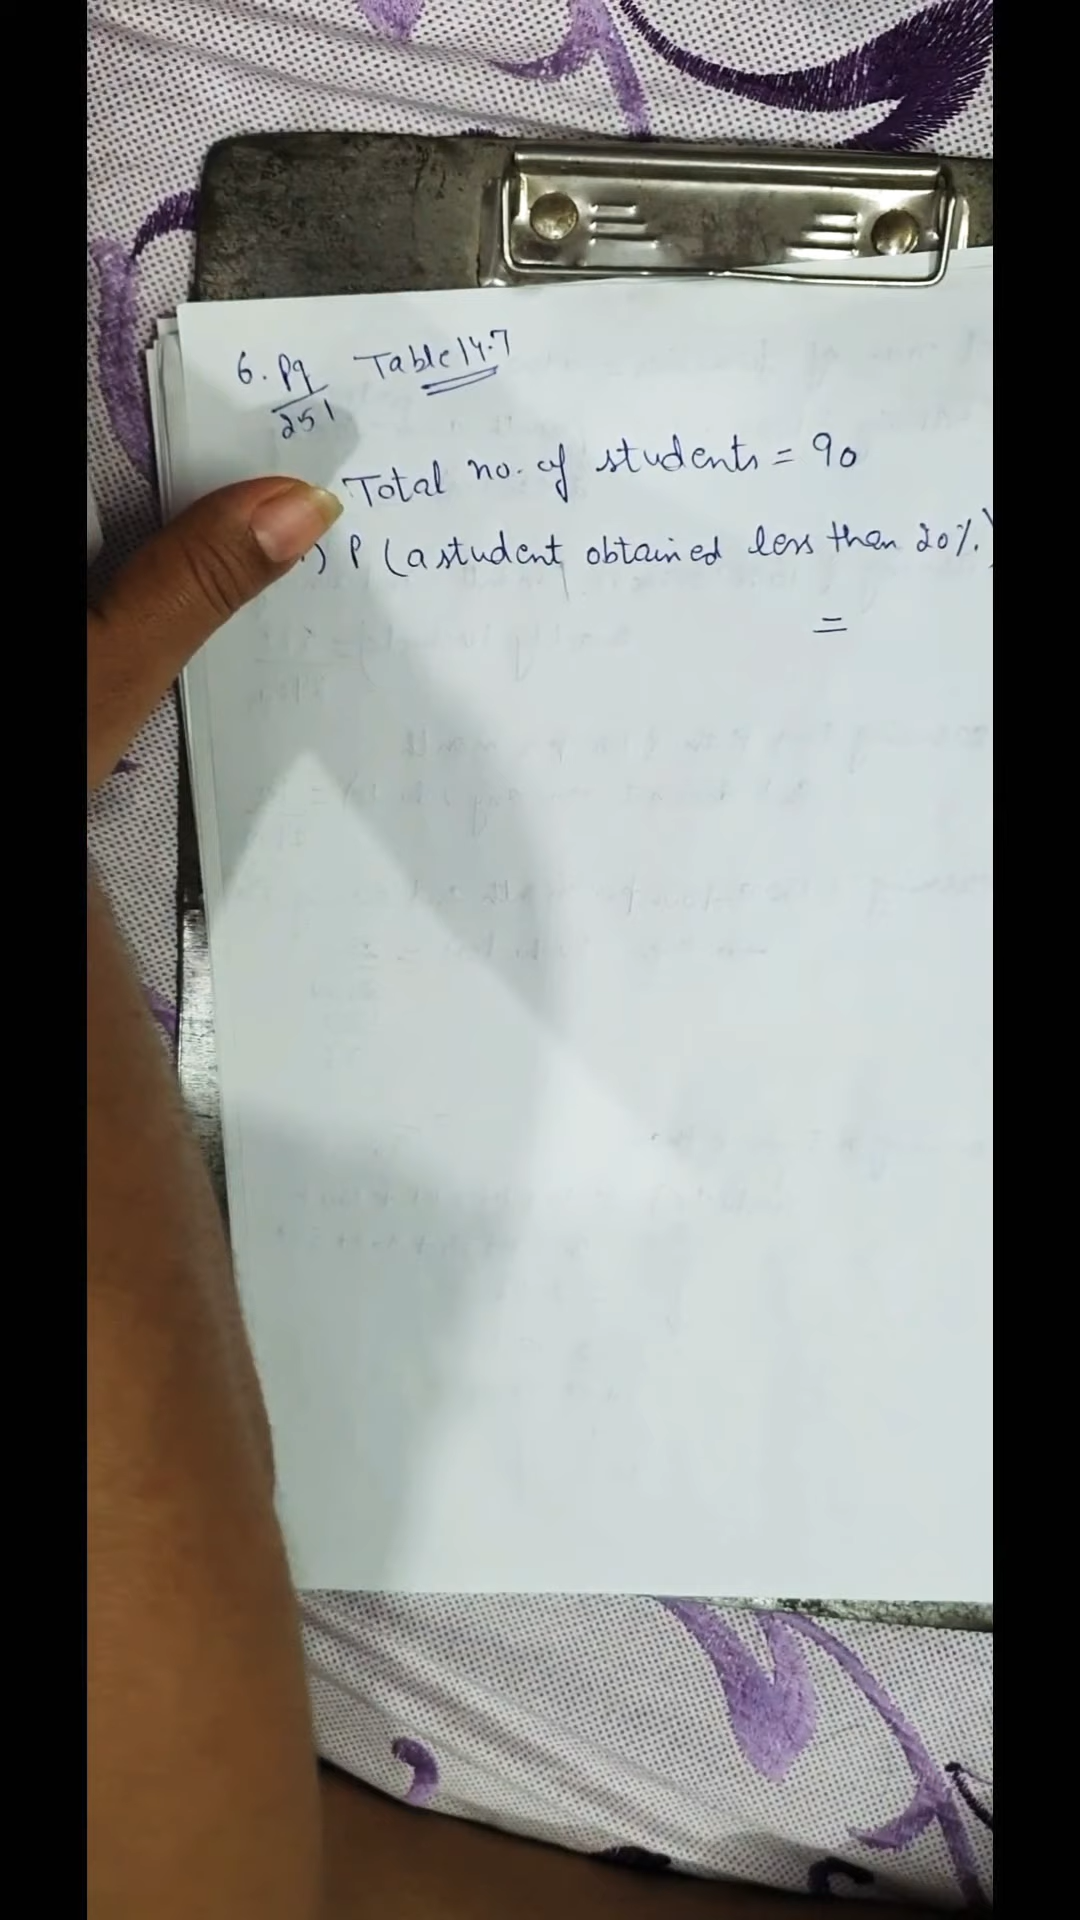 6. Pg Table 14.7
251
Total no. of students = 90
) P (a student obtained less than 20%.)
=